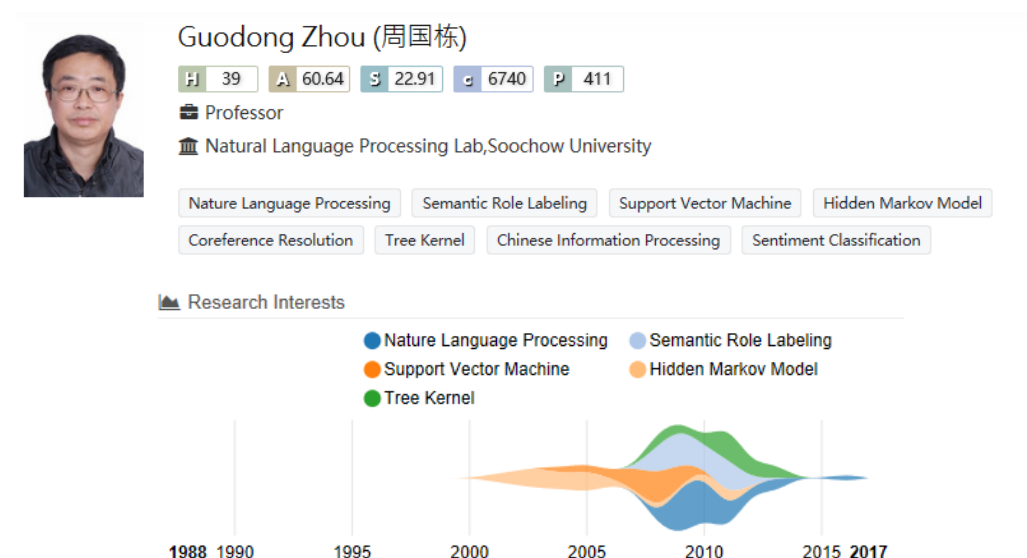 Guodong Zhou (周国栋)
H 39 A 60.64 S 22.91 c 6740 P 411
Professor
Natural Language Processing Lab,Soochow University
Nature Language Processing Semantic Role Labeling Support Vector Machine Hidden Markov Model
Coreference Resolution Tree Kernel Chinese Information Processing Sentiment Classification
Research Interests
Nature Language Processing Semantic Role Labeling
Support Vector Machine Hidden Markov Model
Tree Kernel
1988 1990 1995 2000 2005 2010 2015 2017